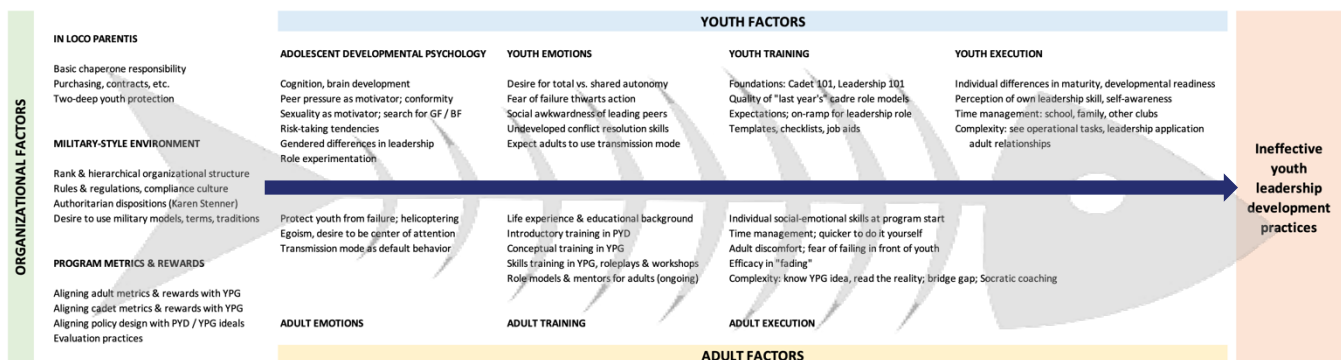 ORGANIZATIONAL FACTORS
IN LOCO PARENTIS
Basic chaperone responsibility
Purchasing, contracts, etc.
Two-deep youth protection
MILITARY-STYLE ENVIRONMENT
Rank & hierarchical organizational structure
Rules & regulations, compliance culture
Authoritarian dispositions (Karen Stenner)
Desire to use military models, terms, traditions
PROGRAM METRICS & REWARDS
Aligning adult metrics & rewards with YPG
Aligning cadet metrics & rewards with YPG
Aligning policy design with PYD / YPG ideals
Evaluation practices
YOUTH FACTORS
ADOLESCENT DEVELOPMENTAL PSYCHOLOGY
Cognition, brain development
Peer pressure as motivator; conformity
Sexuality as motivator; search for GF / BF
Risk-taking tendencies
Gendered differences in leadership
Role experimentation
YOUTH EMOTIONS
Desire for total vs. shared autonomy
Fear of failure thwarts action
Social awkwardness of leading peers
Undeveloped conflict resolution skills
Expect adults to use transmission mode
YOUTH TRAINING
Foundations: Cadet 101, Leadership 101
Quality of "last year's" cadre role models
Expectations; on-ramp for leadership role
Templates, checklists, job aids
YOUTH EXECUTION
Individual differences in maturity, developmental readiness
Perception of own leadership skill, self-awareness
Time management: school, family, other clubs
Complexity: see operational tasks, leadership application
adult relationships
Protect youth from failure; helicoptering
Egoism, desire to be center of attention
Transmission mode as default behavior
ADULT EMOTIONS
Life experience & educational background
Introductory training in PYD
Conceptual training in YPG
Skills training in YPG, roleplays & workshops
Role models & mentors for adults (ongoing)
ADULT TRAINING
Individual social-emotional skills at program start
Time management; quicker to do it yourself
Adult discomfort; fear of failing in front of youth
Efficacy in "fading"
Complexity: know YPG idea, read the reality; bridge gap; Socratic coaching
ADULT EXECUTION
ADULT FACTORS
Ineffective
youth
leadership
development
practices